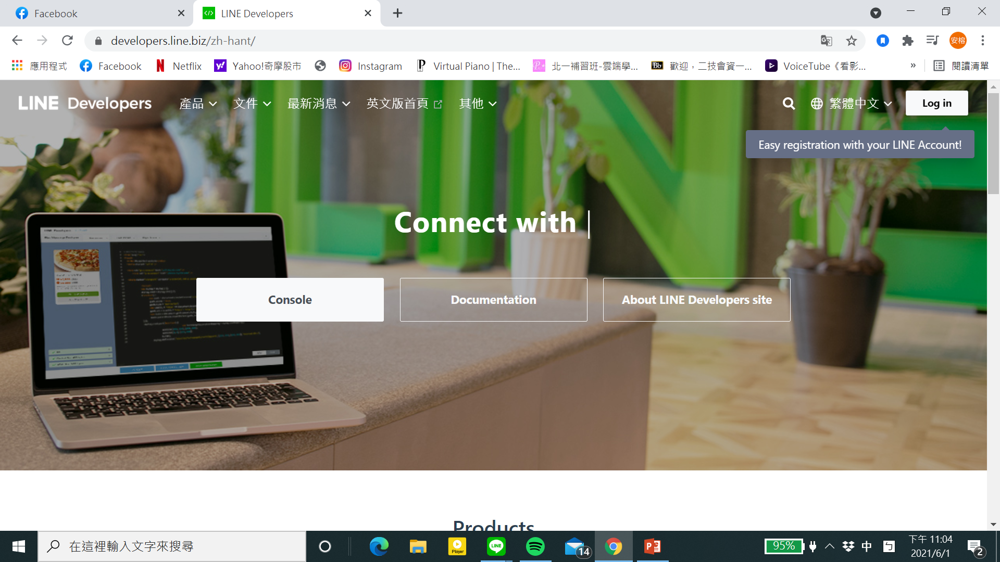 Facebook
LINE Developers
developers.line.biz/zh-hant/
安榕
應用程式
Facebook
Netflix
Yahoo!奇摩股市
Instagram
Virtual Piano | The...
北一補習班-雲端學...
歡迎，二技會資一...
VoiceTube《看影...
»
閱讀清單
LINE Developers
產品
文件
最新消息
英文版首頁
其他
繁體中文
Log in
Easy registration with your LINE Account!
Connect with
Console
Documentation
About LINE Developers site
Products
在這裡輸入文字來搜尋
Player
LINE
14
95%
中
ㄅ
下午 11:04
2021/6/1
2